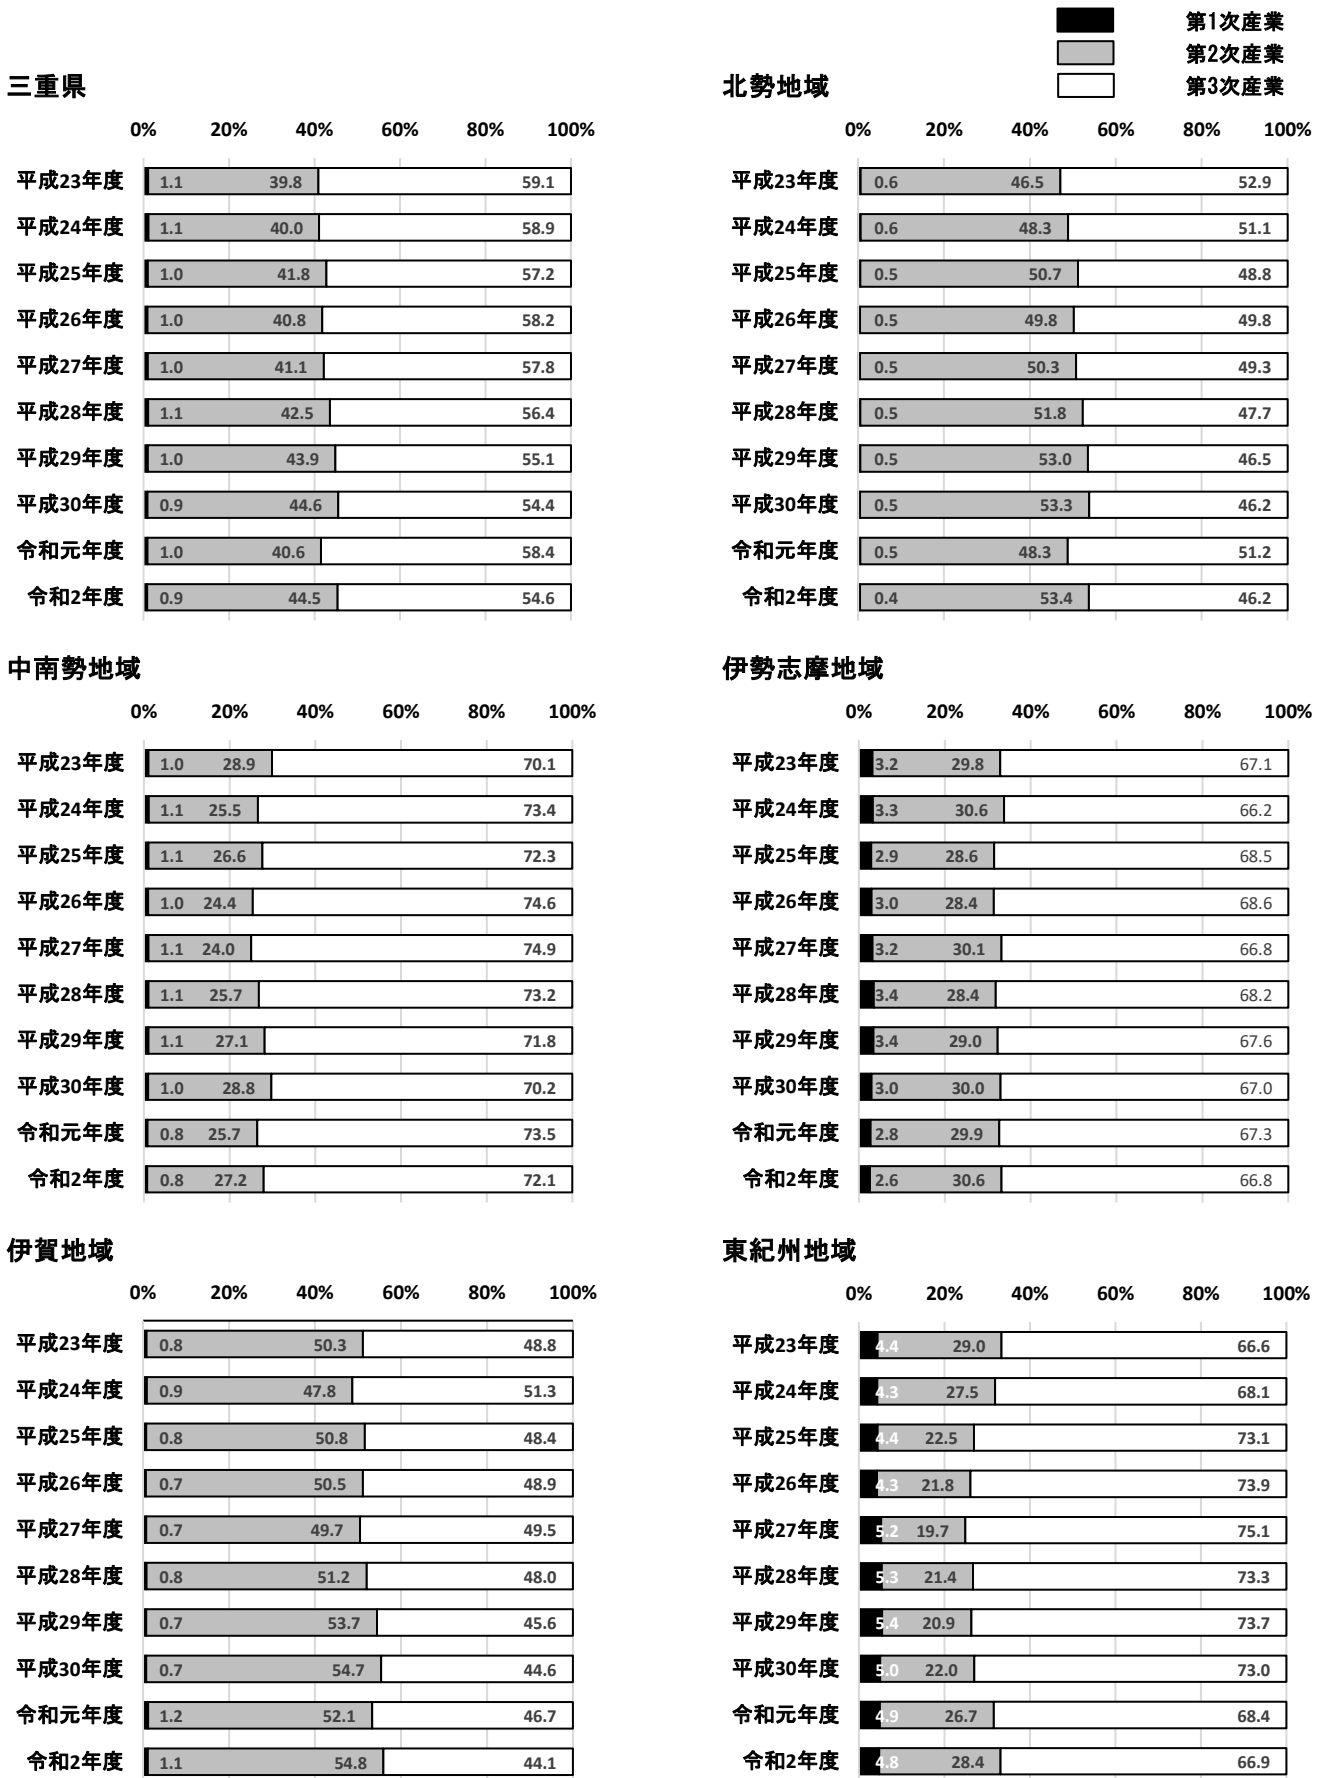 第1次産業
第2次産業
第3次産業
三重県
0% 20% 40% 60% 80% 100%
平成23年度 1.1 39.8 59.1
平成24年度 1.1 40.0 58.9
平成25年度 1.0 41.8 57.2
平成26年度 1.0 40.8 58.2
平成27年度 1.0 41.1 57.8
平成28年度 1.1 42.5 56.4
平成29年度 1.0 43.9 55.1
平成30年度 0.9 44.6 54.4
令和元年度 1.0 40.6 58.4
令和2年度 0.9 44.5 54.6
北勢地域
0% 20% 40% 60% 80% 100%
平成23年度 0.6 46.5 52.9
平成24年度 0.6 48.3 51.1
平成25年度 0.5 50.7 48.8
平成26年度 0.5 49.8 49.8
平成27年度 0.5 50.3 49.3
平成28年度 0.5 51.8 47.7
平成29年度 0.5 53.0 46.5
平成30年度 0.5 53.3 46.2
令和元年度 0.5 48.3 51.2
令和2年度 0.4 53.4 46.2
中南勢地域
0% 20% 40% 60% 80% 100%
平成23年度 1.0 28.9 70.1
平成24年度 1.1 25.5 73.4
平成25年度 1.1 26.6 72.3
平成26年度 1.0 24.4 74.6
平成27年度 1.1 24.0 74.9
平成28年度 1.1 25.7 73.2
平成29年度 1.1 27.1 71.8
平成30年度 1.0 28.8 70.2
令和元年度 0.8 25.7 73.5
令和2年度 0.8 27.2 72.1
伊勢志摩地域
0% 20% 40% 60% 80% 100%
平成23年度 3.2 29.8 67.1
平成24年度 3.3 30.6 66.2
平成25年度 2.9 28.6 68.5
平成26年度 3.0 28.4 68.6
平成27年度 3.2 30.1 66.8
平成28年度 3.4 28.4 68.2
平成29年度 3.4 29.0 67.6
平成30年度 3.0 30.0 67.0
令和元年度 2.8 29.9 67.3
令和2年度 2.6 30.6 66.8
伊賀地域
0% 20% 40% 60% 80% 100%
平成23年度 0.8 50.3 48.8
平成24年度 0.9 47.8 51.3
平成25年度 0.8 50.8 48.4
平成26年度 0.7 50.5 48.9
平成27年度 0.7 49.7 49.5
平成28年度 0.8 51.2 48.0
平成29年度 0.7 53.7 45.6
平成30年度 0.7 54.7 44.6
令和元年度 1.2 52.1 46.7
令和2年度 1.1 54.8 44.1
東紀州地域
0% 20% 40% 60% 80% 100%
平成23年度 4.4 29.0 66.6
平成24年度 4.3 27.5 68.1
平成25年度 4.4 22.5 73.1
平成26年度 4.3 21.8 73.9
平成27年度 5.2 19.7 75.1
平成28年度 5.3 21.4 73.3
平成29年度 5.4 20.9 73.7
平成30年度 5.0 22.0 73.0
令和元年度 4.9 26.7 68.4
令和2年度 4.8 28.4 66.9